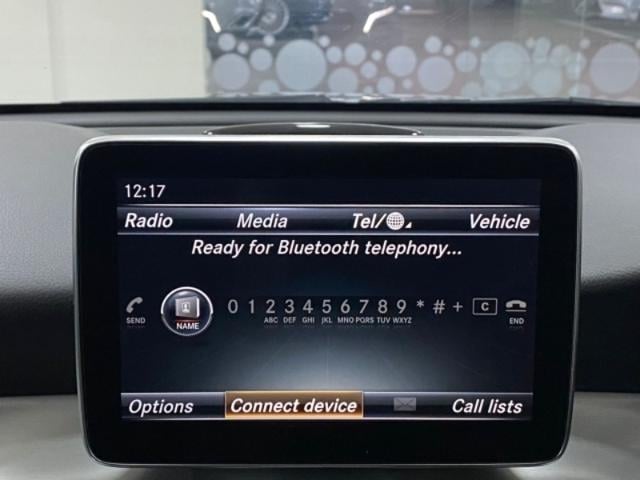 12:17
Radio Media Tel/ Vehicle
Ready for Bluetooth telephony...
0 1 2 3 4 5 6 7 8 9 * # + C
ABC DEF GHI JKL MNO PQR TUV WXYZ
SEND NAME END
Options Connect device Call lists